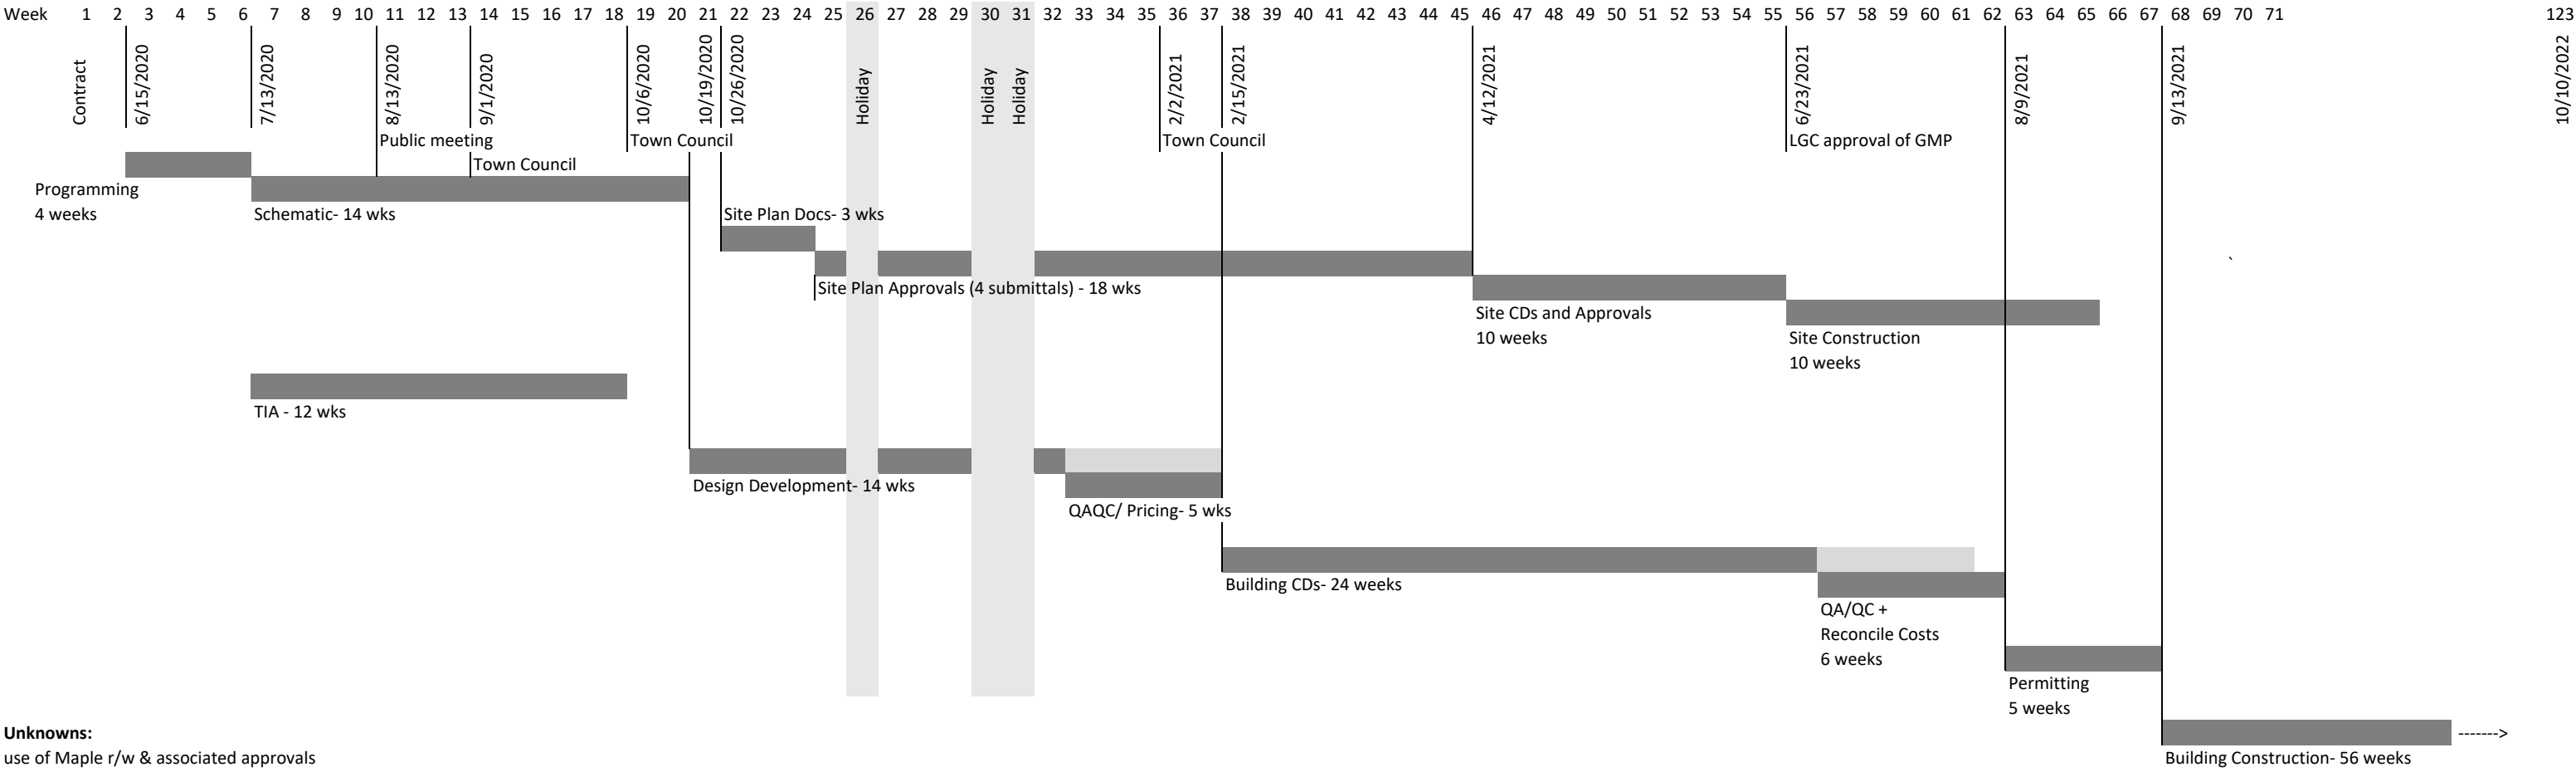 Week 1 2 3 4 5 6 7 8 9 10 11 12 13 14 15 16 17 18 19 20 21 22 23 24 25 26 27 28 29 30 31 32 33 34 35 36 37 38 39 40 41 42 43 44 45 46 47 48 49 50 51 52 53 54 55 56 57 58 59 60 61 62 63 64 65 66 67 68 69 70 71 123
Contract
6/15/2020
7/13/2020
8/13/2020
9/1/2020
10/6/2020
10/19/2020
10/26/2020
Holiday
Holiday
Holiday
2/2/2021
2/15/2021
4/12/2021
6/23/2021
8/9/2021
9/13/2021
10/10/2022
Public meeting
Town Council
Town Council
LGC approval of GMP
Town Council
Programming
4 weeks
Schematic- 14 wks
Site Plan Docs- 3 wks
Site Plan Approvals (4 submittals) - 18 wks
Site CDs and Approvals
10 weeks
Site Construction
10 weeks
TIA - 12 wks
Design Development- 14 wks
QAQC/ Pricing- 5 wks
Building CDs- 24 weeks
QA/QC +
Reconcile Costs
6 weeks
Permitting
5 weeks
------->
Building Construction- 56 weeks
Unknowns:
use of Maple r/w & associated approvals
`